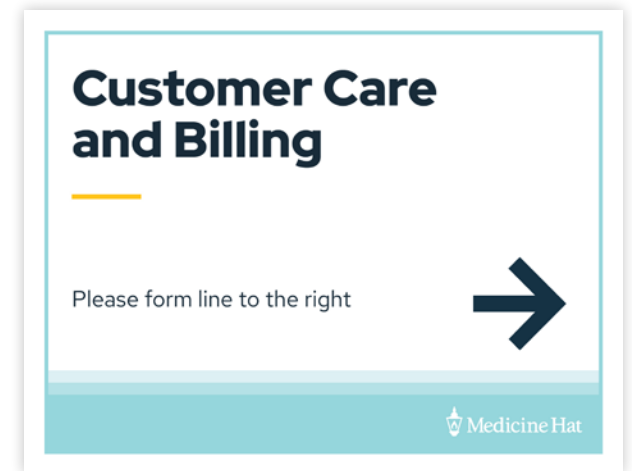 Customer Care
and Billing
Please form line to the right
Medicine Hat